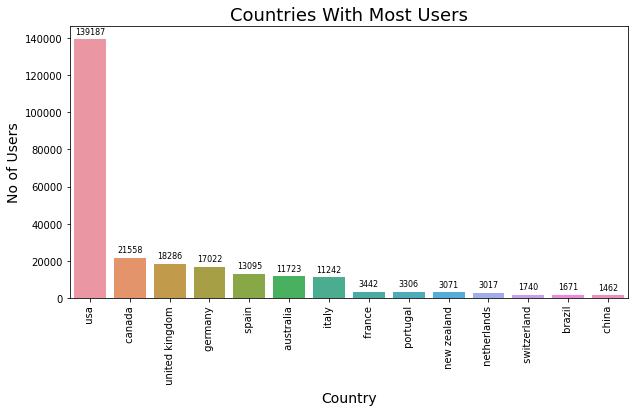 Countries With Most Users
139187
140000
120000
100000
80000
60000
40000
20000
0
No of Users
21558
18286
17022
13095
11723
11242
3442
3306
3071
3017
1740
1671
1462
usa
canada
united kingdom
germany
spain
australia
italy
france
portugal
new zealand
netherlands
switzerland
brazil
china
Country